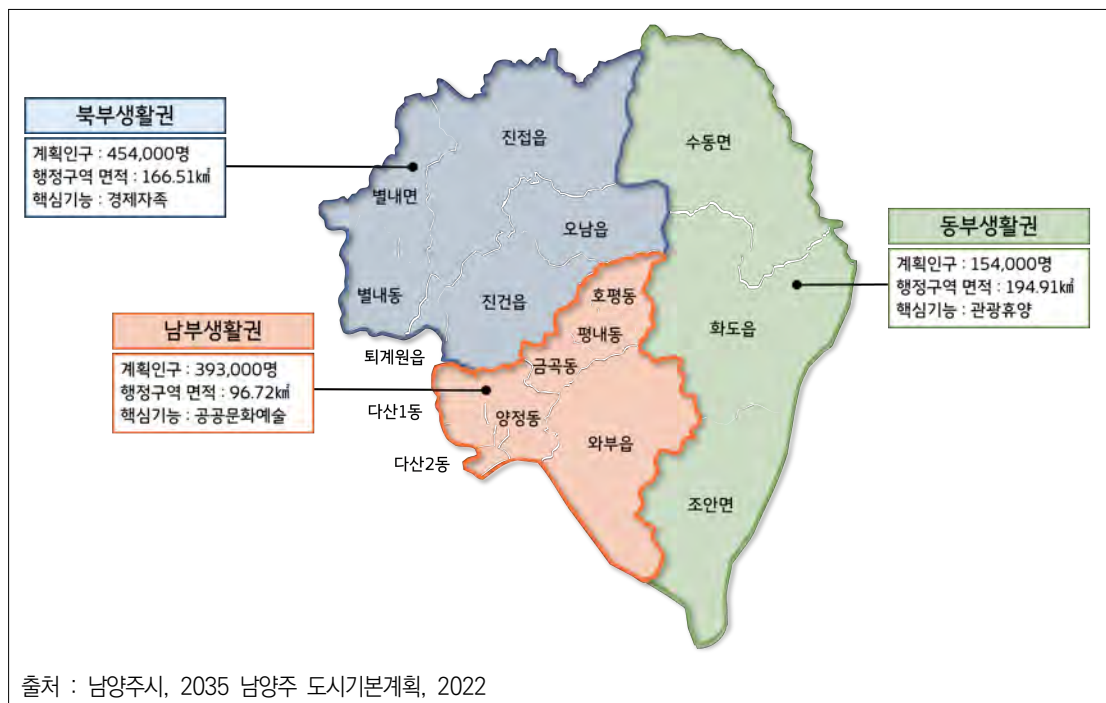 북부생활권
계획인구 : 454,000명
행정구역 면적 : 166.51㎢
핵심기능 : 경제자족
남부생활권
계획인구 : 393,000명
행정구역 면적 : 96.72㎢
핵심기능 : 공공문화예술
동부생활권
계획인구 : 154,000명
행정구역 면적 : 194.91㎢
핵심기능 : 관광휴양
진접읍
수동면
별내면
오남읍
별내동
진건읍
호평동
화도읍
평내동
퇴계원읍
금곡동
다산1동
양정동
와부읍
다산2동
조안면
출처 : 남양주시, 2035 남양주 도시기본계획, 2022